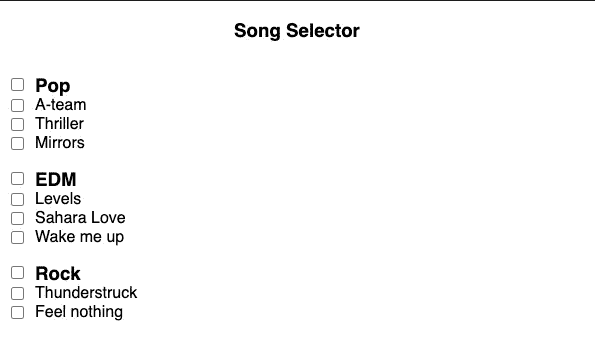 Song Selector
Pop
A-team
Thriller
Mirrors
EDM
Levels
Sahara Love
Wake me up
Rock
Thunderstruck
Feel nothing